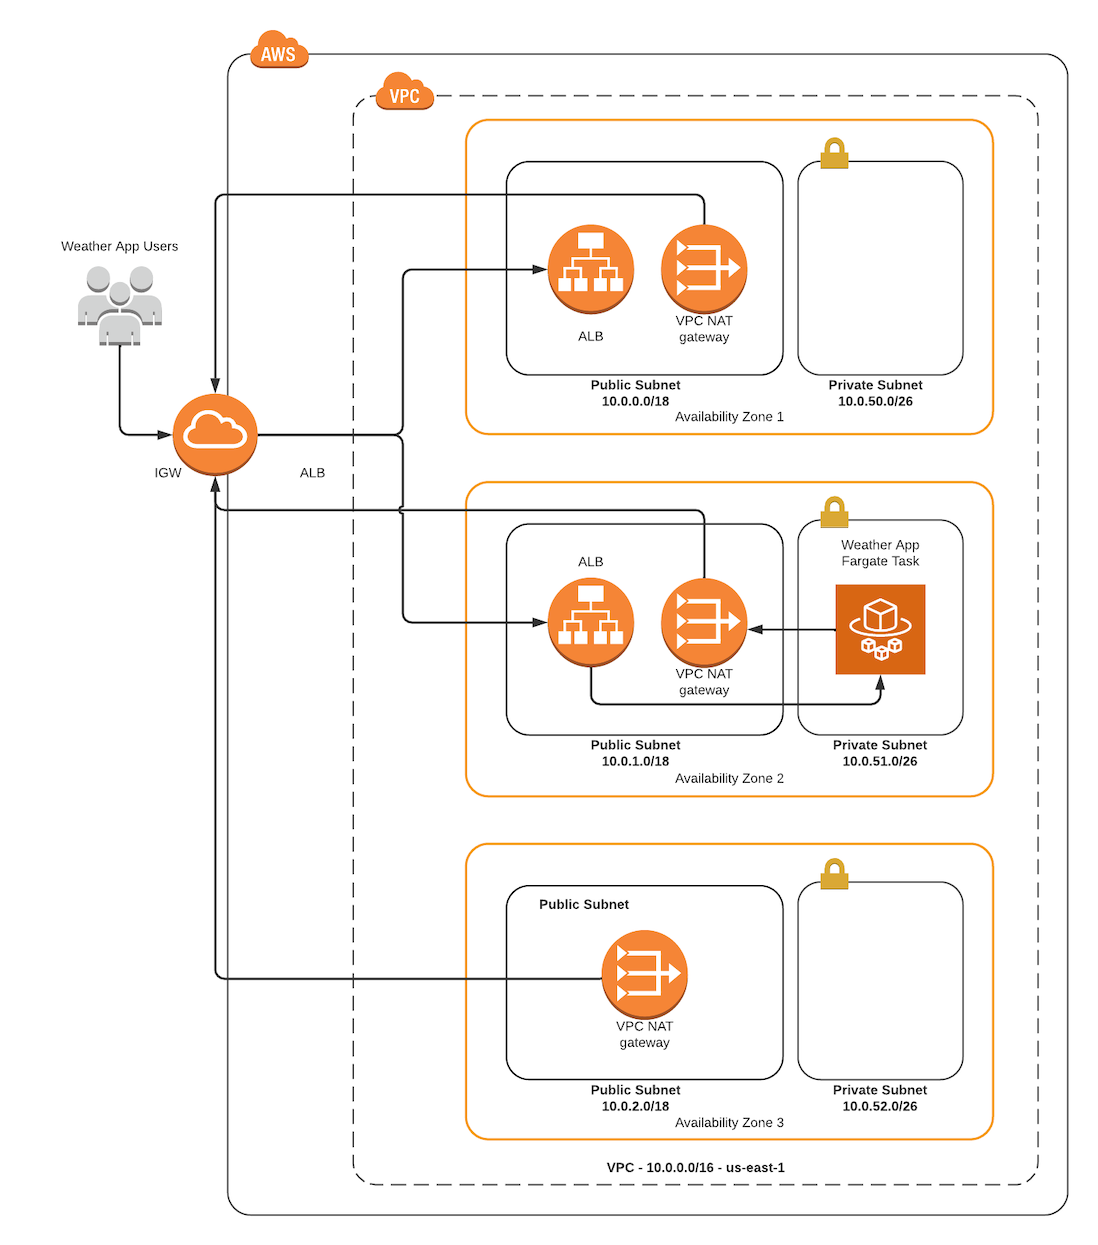 AWS
VPC
Weather App Users
ALB
VPC NAT
gateway
Public Subnet
10.0.0.0/18
Private Subnet
10.0.50.0/26
Availability Zone 1
IGW
ALB
ALB
VPC NAT
gateway
Weather App
Fargate Task
Public Subnet
10.0.1.0/18
Private Subnet
10.0.51.0/26
Availability Zone 2
Public Subnet
VPC NAT
gateway
Public Subnet
10.0.2.0/18
Private Subnet
10.0.52.0/26
Availability Zone 3
VPC - 10.0.0.0/16 - us-east-1